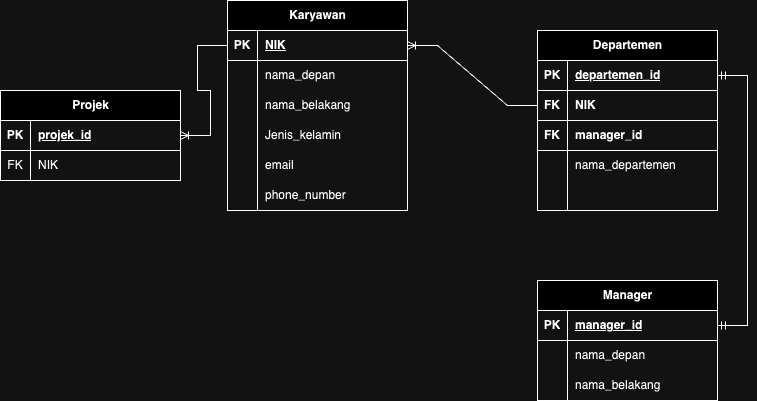 Karyawan
PK NIK
nama_depan
nama_belakang
Jenis_kelamin
email
phone_number
Departemen
PK departemen_id
FK NIK
FK manager_id
nama_departemen
Projek
PK projek_id
FK NIK
Manager
PK manager_id
nama_depan
nama_belakang